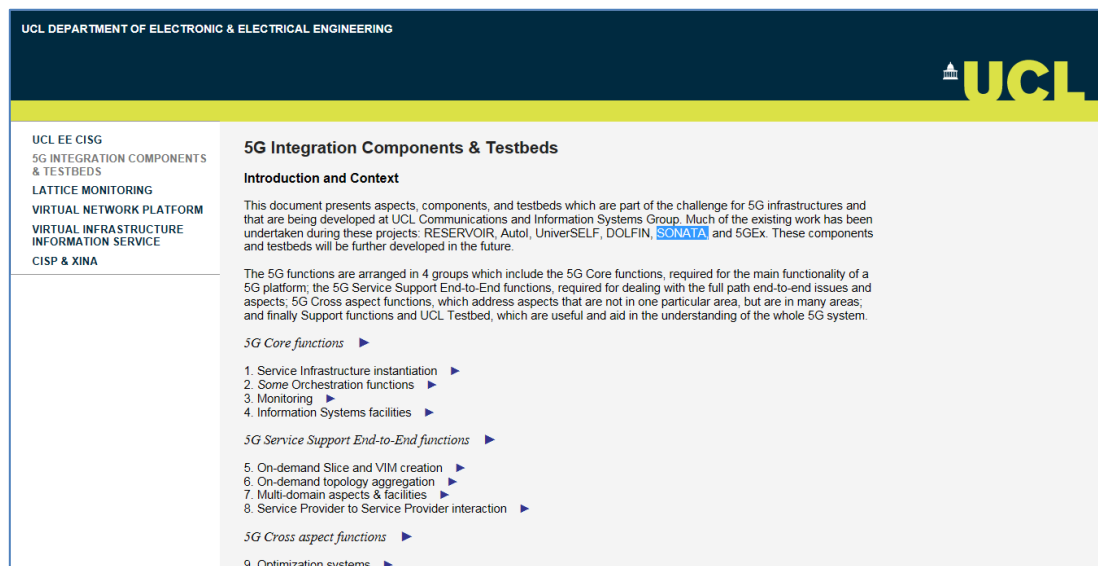 UCL DEPARTMENT OF ELECTRONIC & ELECTRICAL ENGINEERING
UCL
UCL EE CISG
5G INTEGRATION COMPONENTS
& TESTBEDS
LATTICE MONITORING
VIRTUAL NETWORK PLATFORM
VIRTUAL INFRASTRUCTURE
INFORMATION SERVICE
CISP & XINA
5G Integration Components & Testbeds
Introduction and Context
This document presents aspects, components, and testbeds which are part of the challenge for 5G infrastructures and
that are being developed at UCL Communications and Information Systems Group. Much of the existing work has been
undertaken during these projects: RESERVOIR, AutoI, UniverSELF, DOLFIN, SONATA, and 5GEx. These components
and testbeds will be further developed in the future.
The 5G functions are arranged in 4 groups which include the 5G Core functions, required for the main functionality of a
5G platform; the 5G Service Support End-to-End functions, required for dealing with the full path end-to-end issues and
aspects; 5G Cross aspect functions, which address aspects that are not in one particular area, but are in many areas;
and finally Support functions and UCL Testbed, which are useful and aid in the understanding of the whole 5G system.
5G Core functions
1. Service Infrastructure instantiation
2. Some Orchestration functions
3. Monitoring
4. Information Systems facilities
5G Service Support End-to-End functions
5. On-demand Slice and VIM creation
6. On-demand topology aggregation
7. Multi-domain aspects & facilities
8. Service Provider to Service Provider interaction
5G Cross aspect functions
9. Optimization systems